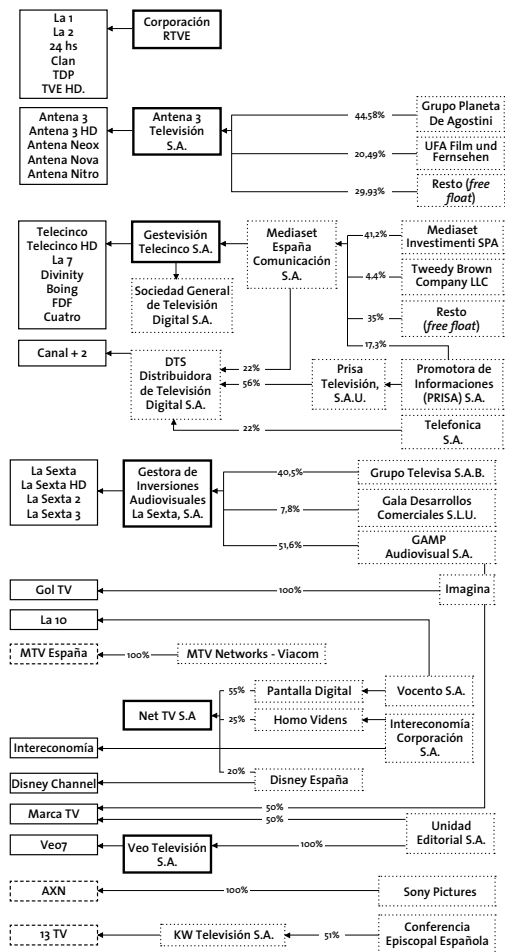 La 1
La 2
24 hs
Clan
TDP
TVE HD.
Corporación
RTVE
Antena 3
Antena 3 HD
Antena Neox
Antena Nova
Antena Nitro
Antena 3
Televisión
S.A.
44,58%
Grupo Planeta
De Agostini
20,49%
UFA Film und
Fernsehen
29,93%
Resto (free
float)
Telecinco
Telecinco HD
La 7
Divinity
Boing
FDF
Cuatro
Gestevisión
Telecinco S.A.
Sociedad General
de Televisión
Digital S.A.
Mediaset
España
Comunicación
S.A.
41,2%
Mediaset
Investimenti SPA
4,4%
Tweedy Brown
Company LLC
35%
Resto
(free float)
17,3%
Canal + 2
DTS
Distribuidora
de Televisión
Digital S.A.
22%
56%
Prisa
Televisión,
S.A.U.
Promotora de
Informaciones
(PRISA) S.A.
22%
Telefonica
S.A.
La Sexta
La Sexta HD
La Sexta 2
La Sexta 3
Gestora de
Inversiones
Audiovisuales
La Sexta, S.A.
40,5%
Grupo Televisa S.A.B.
7,8%
Gala Desarrollos
Comerciales S.L.U.
51,6%
GAMP
Audiovisual S.A.
Gol TV
100%
Imagina
La 10
MTV España
100%
MTV Networks - Viacom
Net TV S.A
55%
Pantalla Digital
Vocento S.A.
25%
Homo Videns
Intereconomía
Corporación
S.A.
Intereconomía
20%
Disney Channel
Disney España
Marca TV
50%
50%
Unidad
Editorial S.A.
Veo7
Veo Televisión
S.A.
100%
AXN
100%
Sony Pictures
13 TV
KW Televisión S.A.
51%
Conferencia
Episcopal Española